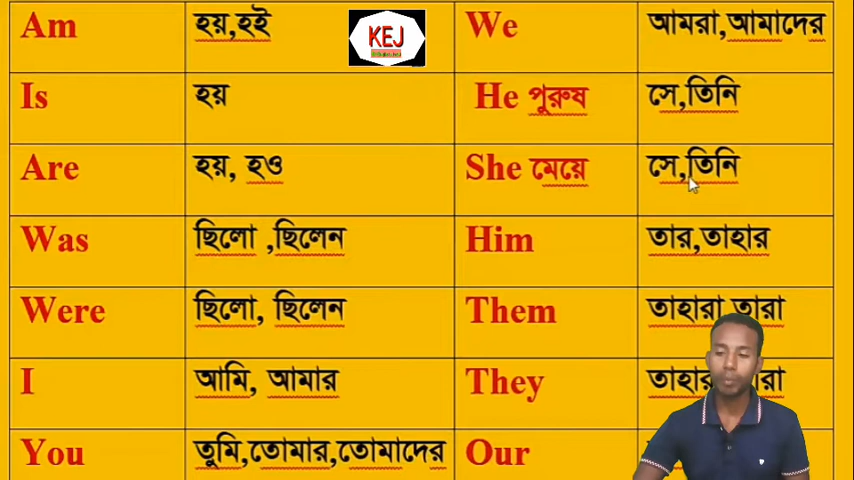 Am হয়,হই We আমরা,আমাদের
KEJ
Is হয় He পুরুষ সে,তিনি
Are হয়, হও She মেয়ে সে,তিনি
Was ছিলো ,ছিলেন Him তার,তাহার
Were ছিলো, ছিলেন Them তাহারা,তারা
I আমি, আমার They
You তুমি,তোমার,তোমাদের Our